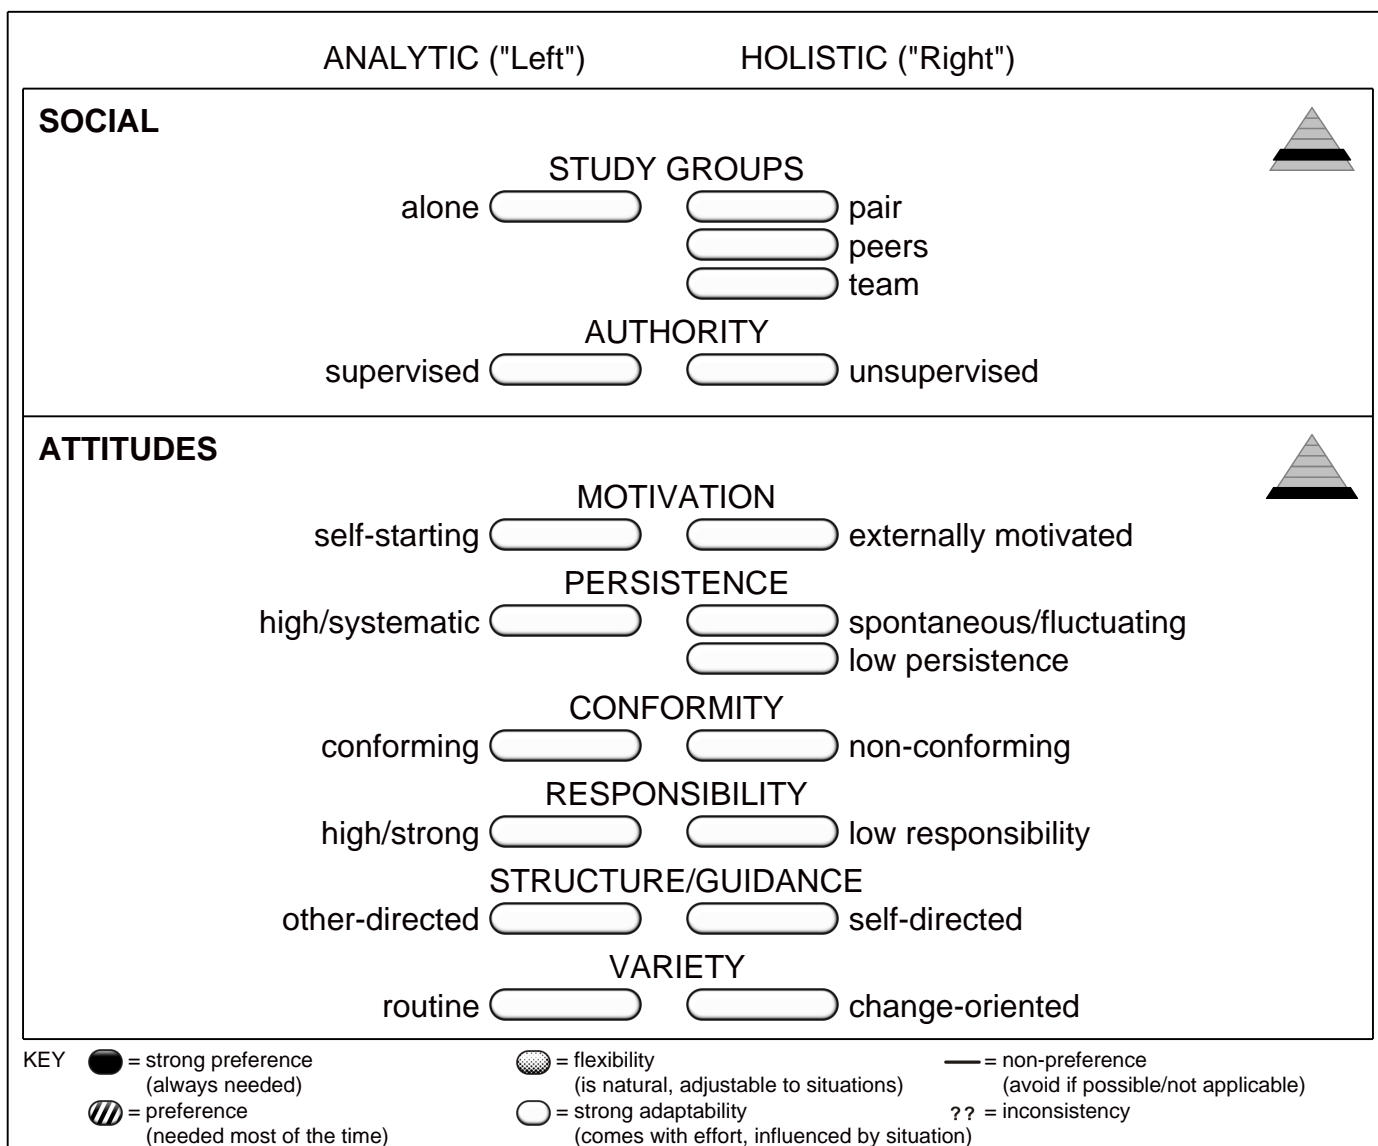 ANALYTIC ("Left") HOLISTIC ("Right")
SOCIAL
STUDY GROUPS
alone pair
peers
team
AUTHORITY
supervised unsupervised
ATTITUDES
MOTIVATION
self-starting externally motivated
PERSISTENCE
high/systematic spontaneous/fluctuating
low persistence
CONFORMITY
conforming non-conforming
RESPONSIBILITY
high/strong low responsibility
STRUCTURE/GUIDANCE
other-directed self-directed
VARIETY
routine change-oriented
KEY = strong preference = flexibility = non-preference
(always needed) (is natural, adjustable to situations) (avoid if possible/not applicable)
= preference = strong adaptability ?? = inconsistency
(needed most of the time) (comes with effort, influenced by situation)